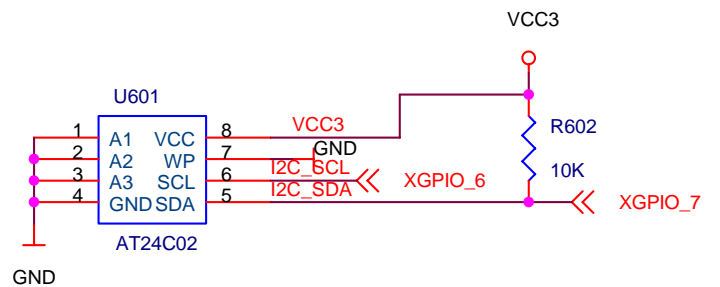 VCC3
U601
R602
10K
1 A1 VCC 8 VCC3
2 A2 WP 7 GND
3 A3 SCL 6 I2C_SCL XGPIO_6
4 GND SDA 5 I2C_SDA XGPIO_7
AT24C02
GND